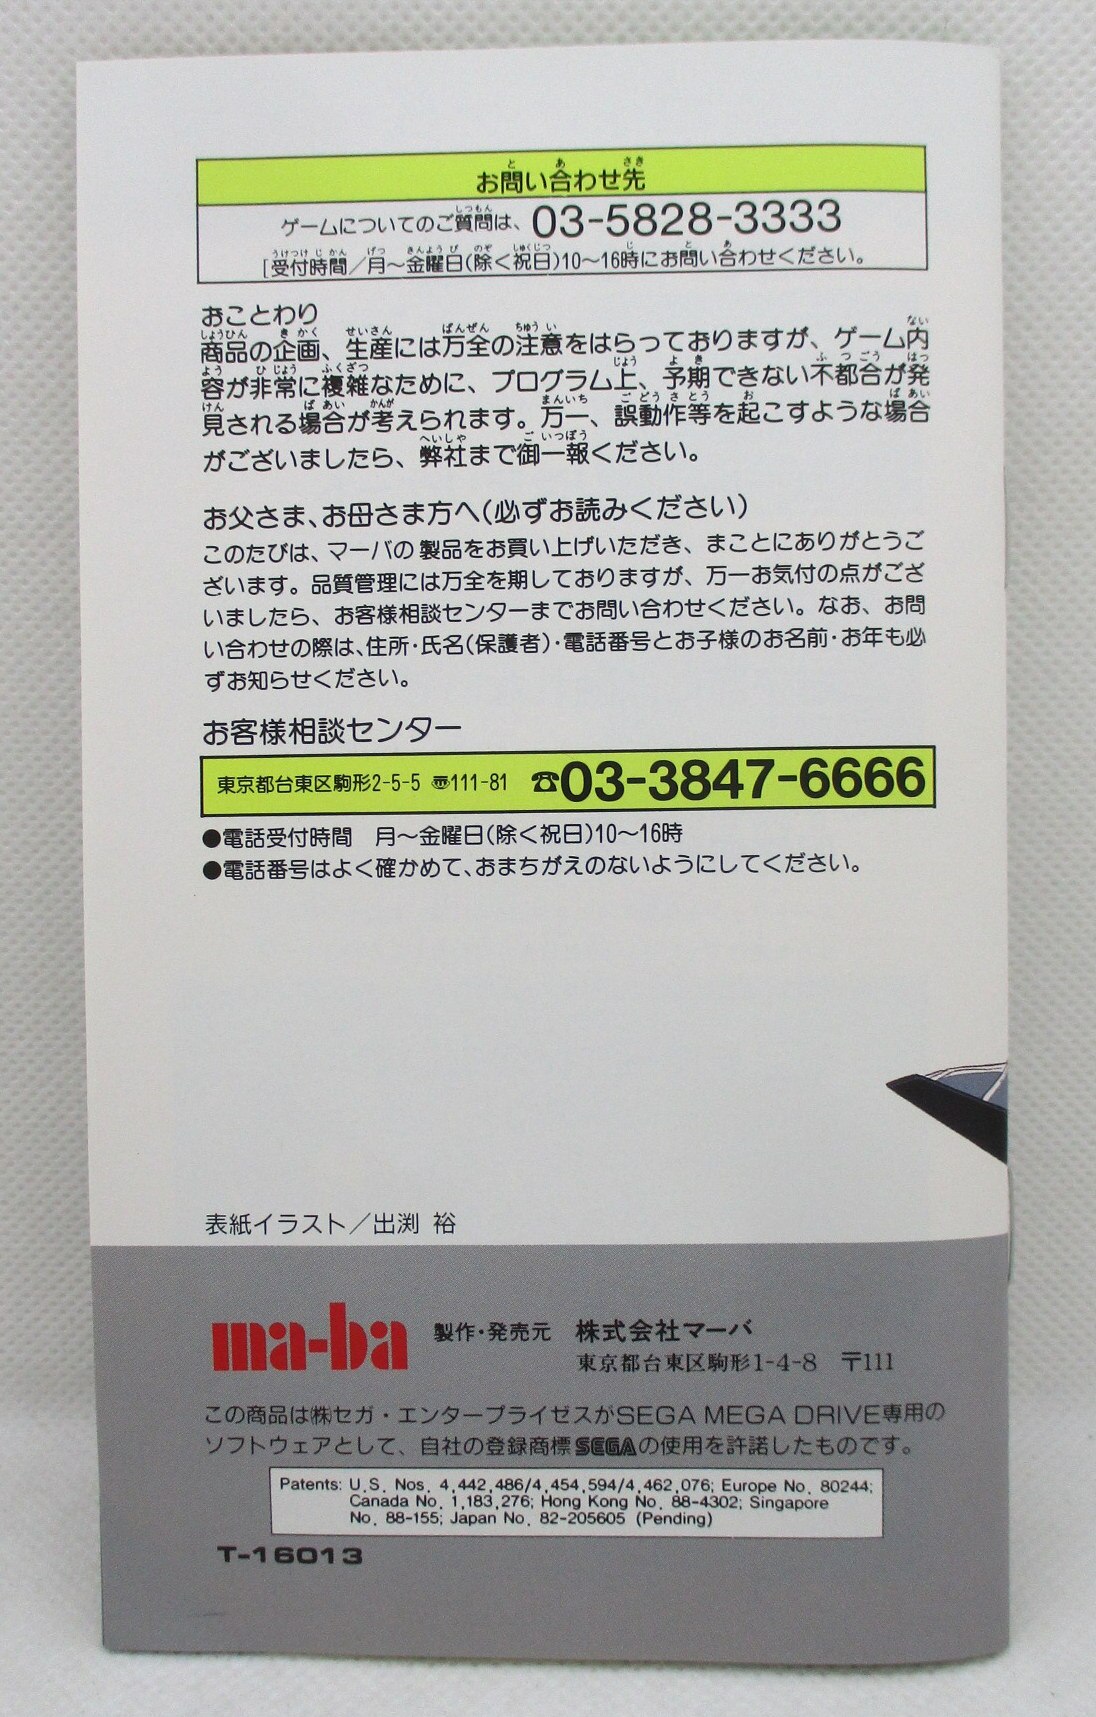 お問い合わせ先
ゲームについてのご質問は、03-5828-3333
[受付時間/月〜金曜日(除く祝日)10〜16時にお問い合わせください。
おことわり
商品の企画、生産には万全の注意をはらっておりますが、ゲーム内
容が非常に複雑なために、プログラム上、予期できない不都合が発
見される場合が考えられます。万一、誤動作等を起こすような場合
がございましたら、弊社まで御一報ください。
お父さま、お母さま方へ(必ずお読みください)
このたびは、マーバの製品をお買い上げいただき、まことにありがとうご
ざいます。品質管理には万全を期しておりますが、万一お気付の点がござ
いましたら、お客様相談センターまでお問い合わせください。なお、お問
い合わせの際は、住所・氏名(保護者)・電話番号とお子様のお名前・お年も必
ずお知らせください。
お客様相談センター
東京都台東区駒形2-5-5 〠111-81 ☎03-3847-6666
●電話受付時間 月〜金曜日(除く祝日)10〜16時
●電話番号はよく確かめて、おまちがえのないようにしてください。
表紙イラスト/出渕 裕
ma-ba 製作・発売元 株式会社マーバ
東京都台東区駒形1-4-8 〒111
この商品は㈱セガ・エンタープライゼスがSEGA MEGA DRIVE専用の
ソフトウェアとして、自社の登録商標SEGAの使用を許諾したものです。
Patents: U.S. Nos. 4,442,486/4,454,594/4,462,076; Europe No. 80244;
Canada No. 1,183,276; Hong Kong No. 88-4302; Singapore
No. 88-155; Japan No. 82-205605 (Pending)
T-16013